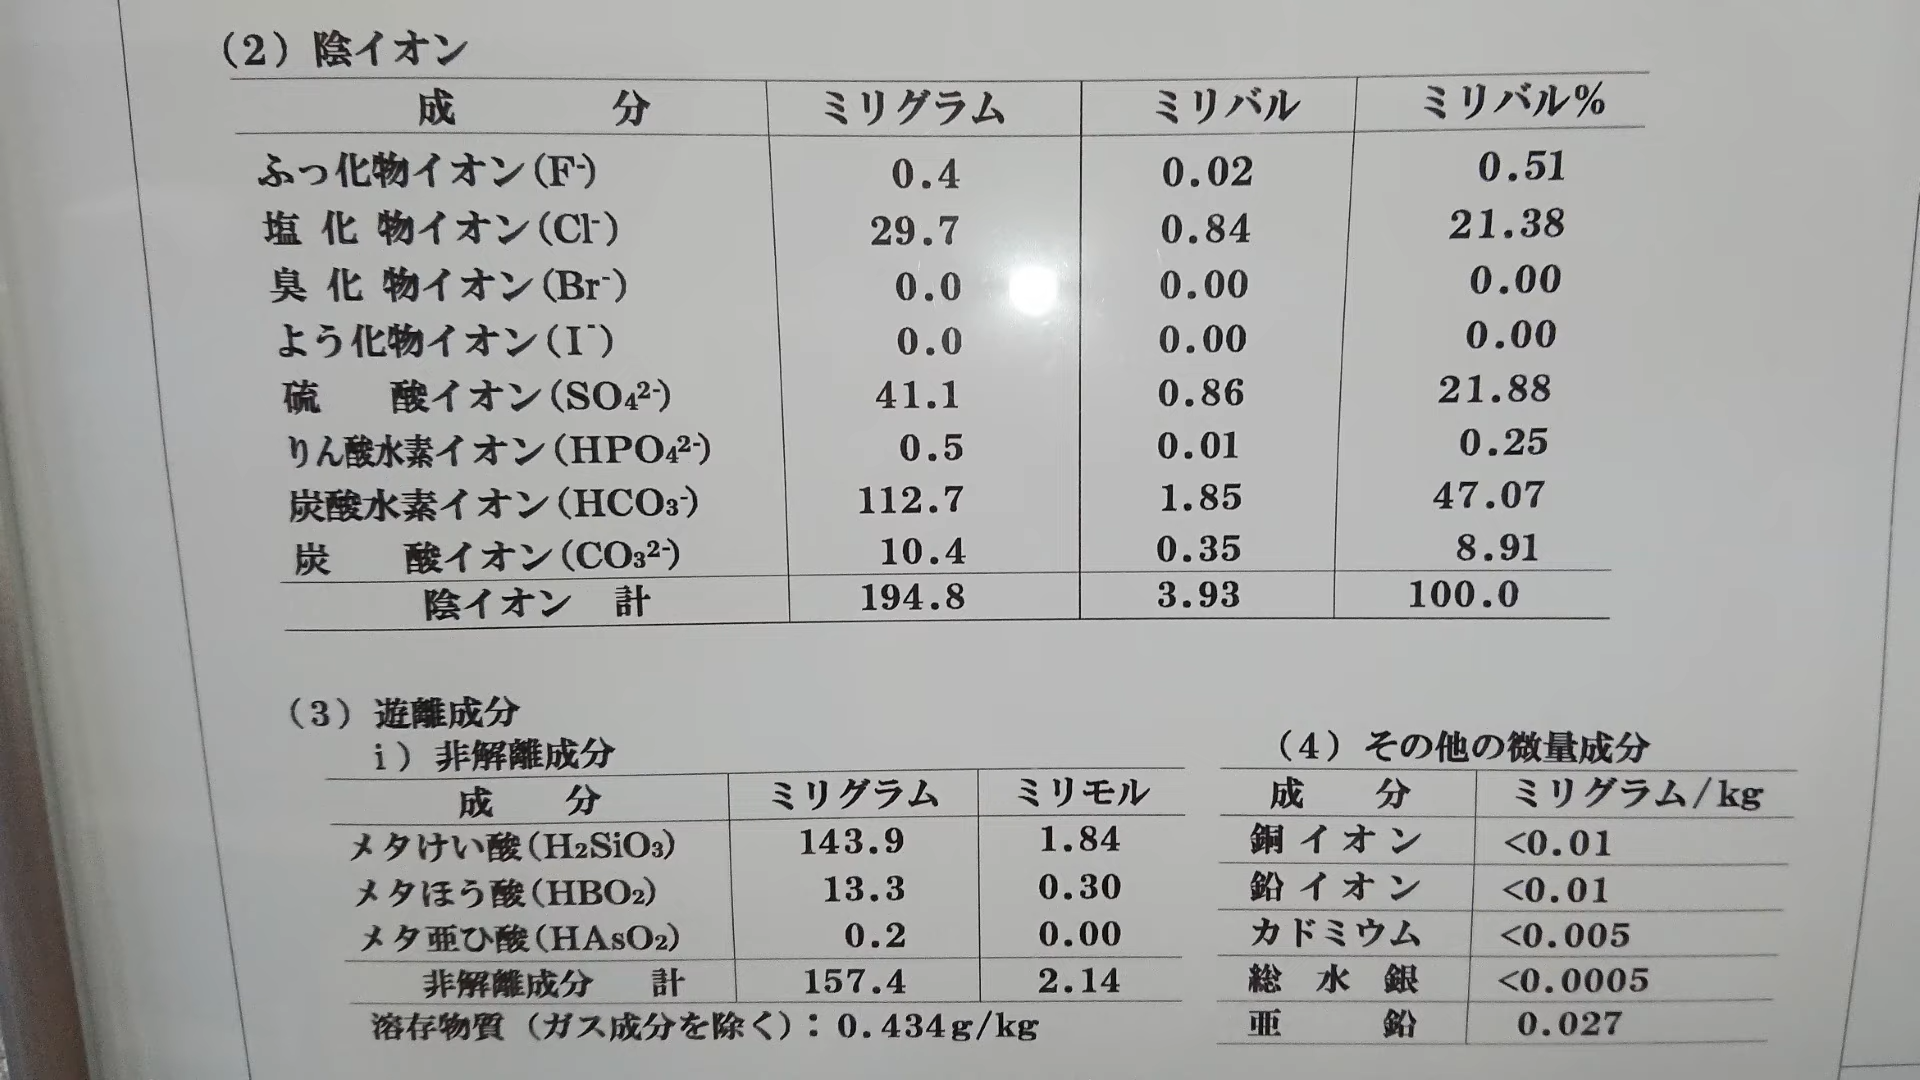 (2) 陰イオン
成 分 ミリグラム ミリバル ミリバル%
ふっ化物イオン(F⁻) 0.4 0.02 0.51
塩化物イオン(Cl⁻) 29.7 0.84 21.38
臭化物イオン(Br⁻) 0.0 0.00 0.00
よう化物イオン(I⁻) 0.0 0.00 0.00
硫酸イオン(SO₄²⁻) 41.1 0.86 21.88
りん酸水素イオン(HPO₄²⁻) 0.5 0.01 0.25
炭酸水素イオン(HCO₃⁻) 112.7 1.85 47.07
炭酸イオン(CO₃²⁻) 10.4 0.35 8.91
陰イオン 計 194.8 3.93 100.0
(3) 遊離成分
i) 非解離成分
成 分 ミリグラム ミリモル
メタけい酸(H₂SiO₃) 143.9 1.84
メタほう酸(HBO₂) 13.3 0.30
メタ亜ひ酸(HAsO₂) 0.2 0.00
非解離成分 計 157.4 2.14
溶存物質(ガス成分を除く): 0.434g/kg
(4) その他の微量成分
成 分 ミリグラム/kg
銅イオン <0.01
鉛イオン <0.01
カドミウム <0.005
総水銀 <0.0005
亜鉛 0.027